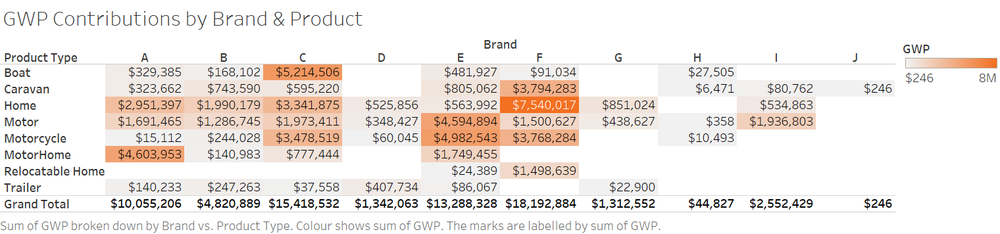 GWP Contributions by Brand & Product
Brand
Product Type A B C D E F G H I J
Boat $329,385 $168,102 $5,214,506 $481,927 $91,034 $27,505
Caravan $323,662 $743,590 $595,220 $805,062 $3,794,283 $6,471 $80,762 $246
Home $2,951,397 $1,990,179 $3,341,875 $525,856 $563,992 $7,540,017 $851,024 $534,863
Motor $1,691,465 $1,286,745 $1,973,411 $348,427 $4,594,894 $1,500,627 $438,627 $358 $1,936,803
Motorcycle $15,112 $244,028 $3,478,519 $60,045 $4,982,543 $3,768,284 $10,493
MotorHome $4,603,953 $140,983 $777,444 $1,749,455
Relocatable Home $24,389 $1,498,639
Trailer $140,233 $247,263 $37,558 $407,734 $86,067 $22,900
Grand Total $10,055,206 $4,820,889 $15,418,532 $1,342,063 $13,288,328 $18,192,884 $1,312,552 $44,827 $2,552,429 $246
Sum of GWP broken down by Brand vs. Product Type. Colour shows sum of GWP. The marks are labelled by sum of GWP.
GWP
$246 8M